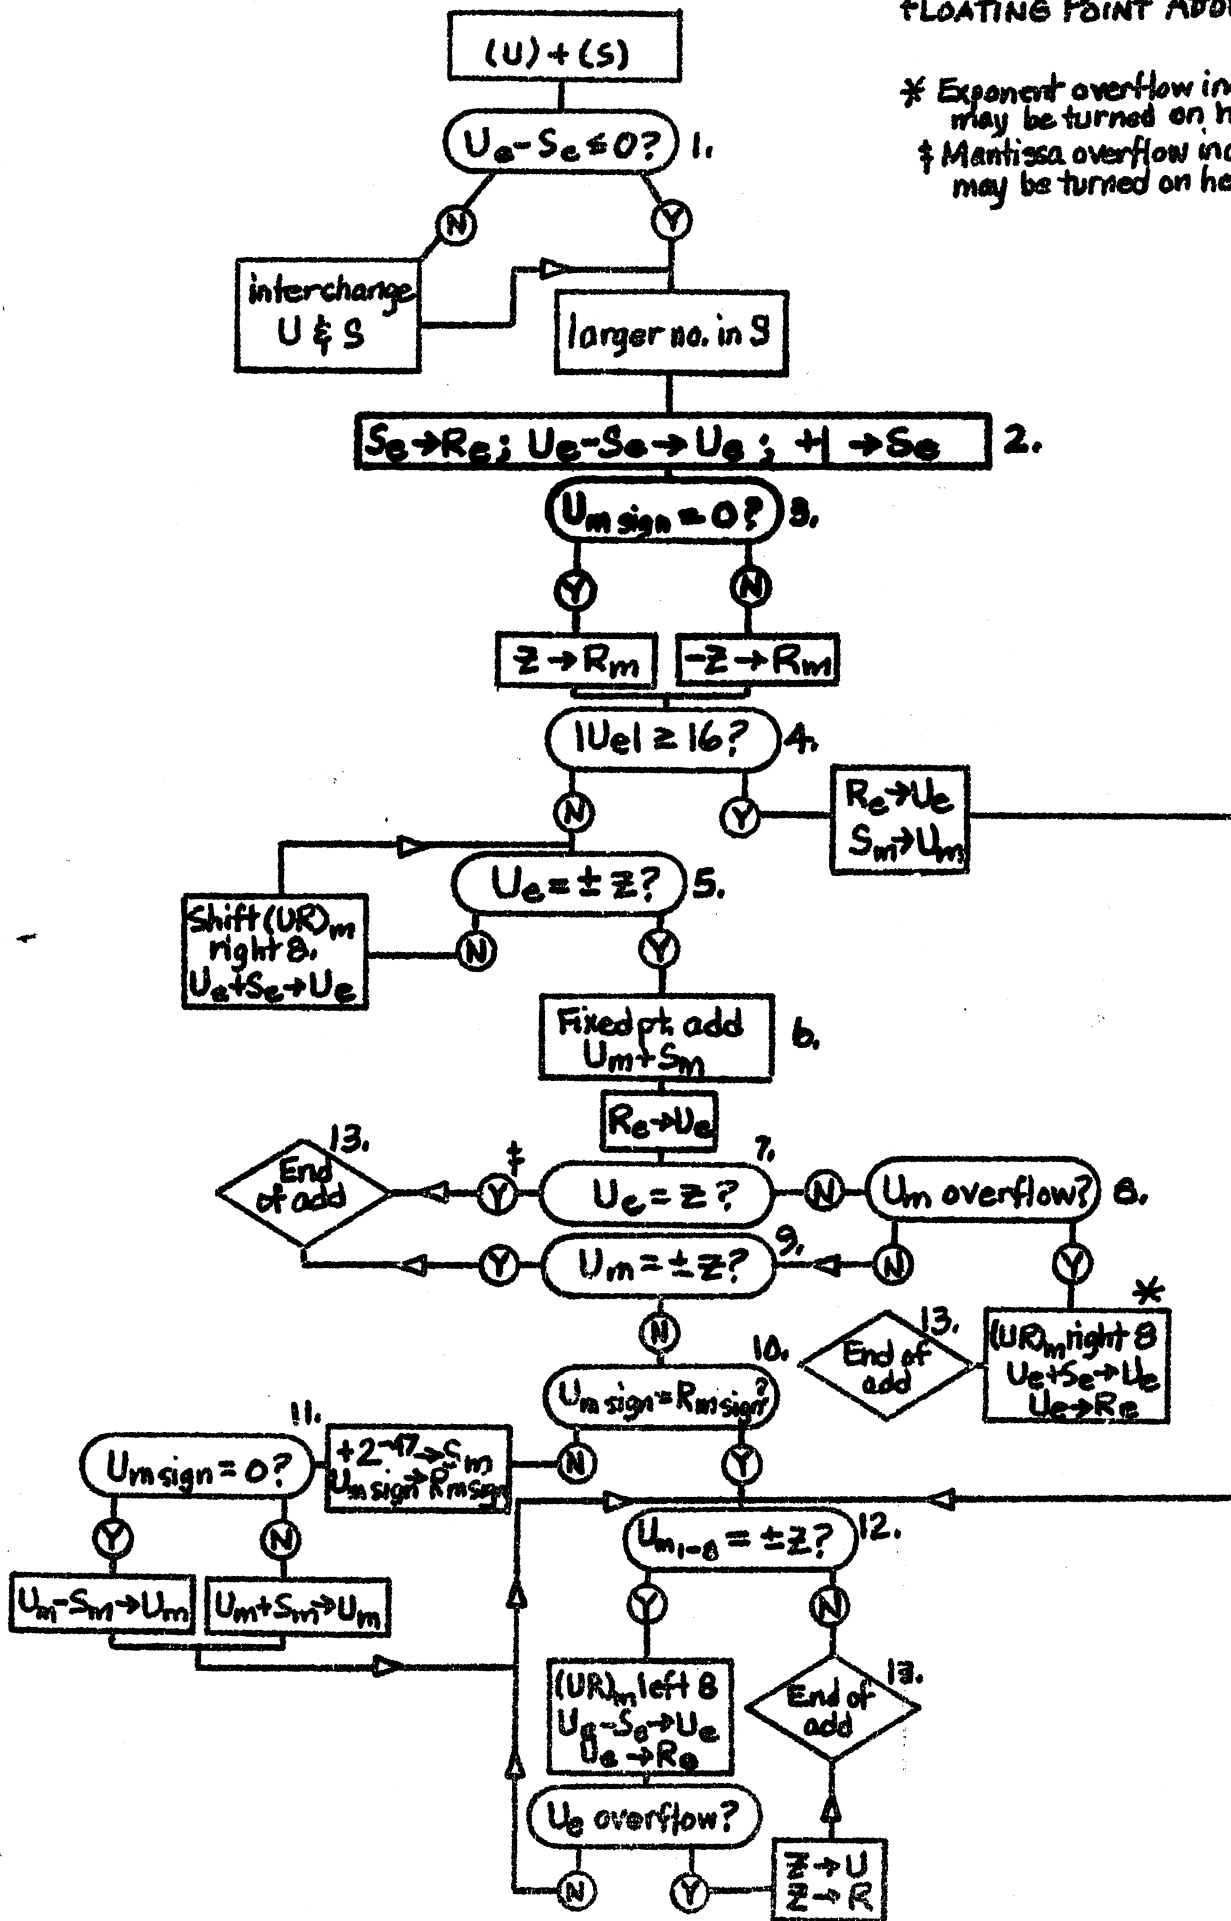 FLOATING POINT ADD
(U) + (S)
* Exponent overflow in
may be turned on h
‡ Mantissa overflow ind
may be turned on he
Ue - Se ≤ 0? 1.
N
Y
interchange
U & S
larger no. in S
Se → Re; Ue - Se → Ue; +1 → Se 2.
Um sign = 0? 3.
Y
N
Z → Rm
-Z → Rm
|Ue| ≥ 16? 4.
N
Y
Re → Ue
Sm → Um
Ue = ± Z? 5.
Shift (UR)m
right 8.
Ue + Se → Ue
N
Y
Fixed pt. add
Um + Sm
6.
Re → Ue
13.
End
of add
‡
Y
7.
Ue = Z?
N
Um overflow? 8.
Y
9.
Um = ± Z?
N
Y
*
N
10.
13.
End of
add
(UR)m right 8
Ue + Se → Ue
Ue → Re
Um sign = Rm sign?
11.
Um sign = 0?
+2⁻⁴⁷ → Sm
Um sign → Rm sign
N
Y
Y
N
Um1-8 = ± Z? 12.
Um - Sm → Um
Um + Sm → Um
Y
N
(UR)m left 8
Ue - Se → Ue
Ue → Re
13.
End of
add
Ue overflow?
N
Y
Z → U
Z → R